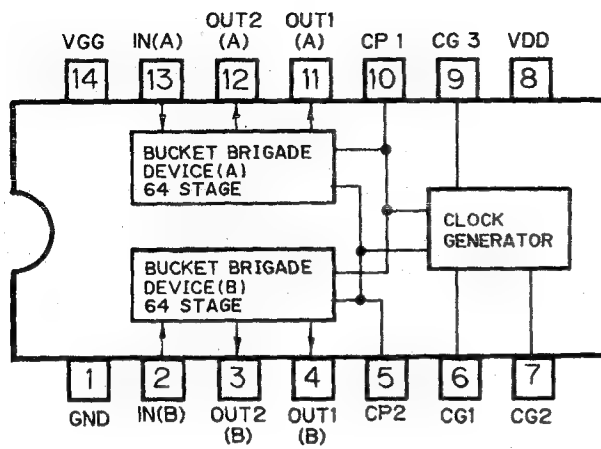 VGG IN(A) OUT2 (A) OUT1 (A) CP 1 CG 3 VDD
14 13 12 11 10 9 8
BUCKET BRIGADE
DEVICE(A)
64 STAGE
CLOCK
GENERATOR
BUCKET BRIGADE
DEVICE(B)
64 STAGE
1 2 3 4 5 6 7
GND IN(B) OUT2 (B) OUT1 (B) CP2 CG1 CG2